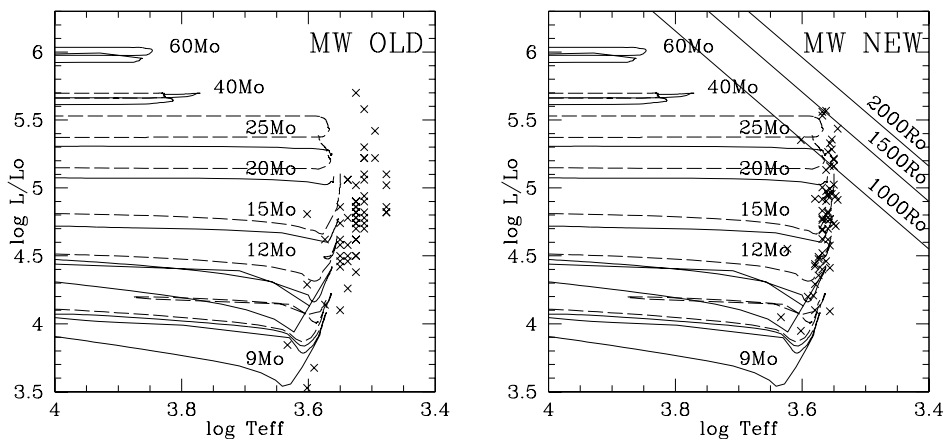 MW OLD
60Mo
40Mo
25Mo
20Mo
15Mo
12Mo
9Mo
6
5.5
5
4.5
4
3.5
4
3.8
3.6
3.4
log L/Lo
log Teff
MW NEW
60Mo
40Mo
25Mo
20Mo
15Mo
12Mo
9Mo
2000Ro
1500Ro
1000Ro
6
5.5
5
4.5
4
3.5
4
3.8
3.6
3.4
log L/Lo
log Teff